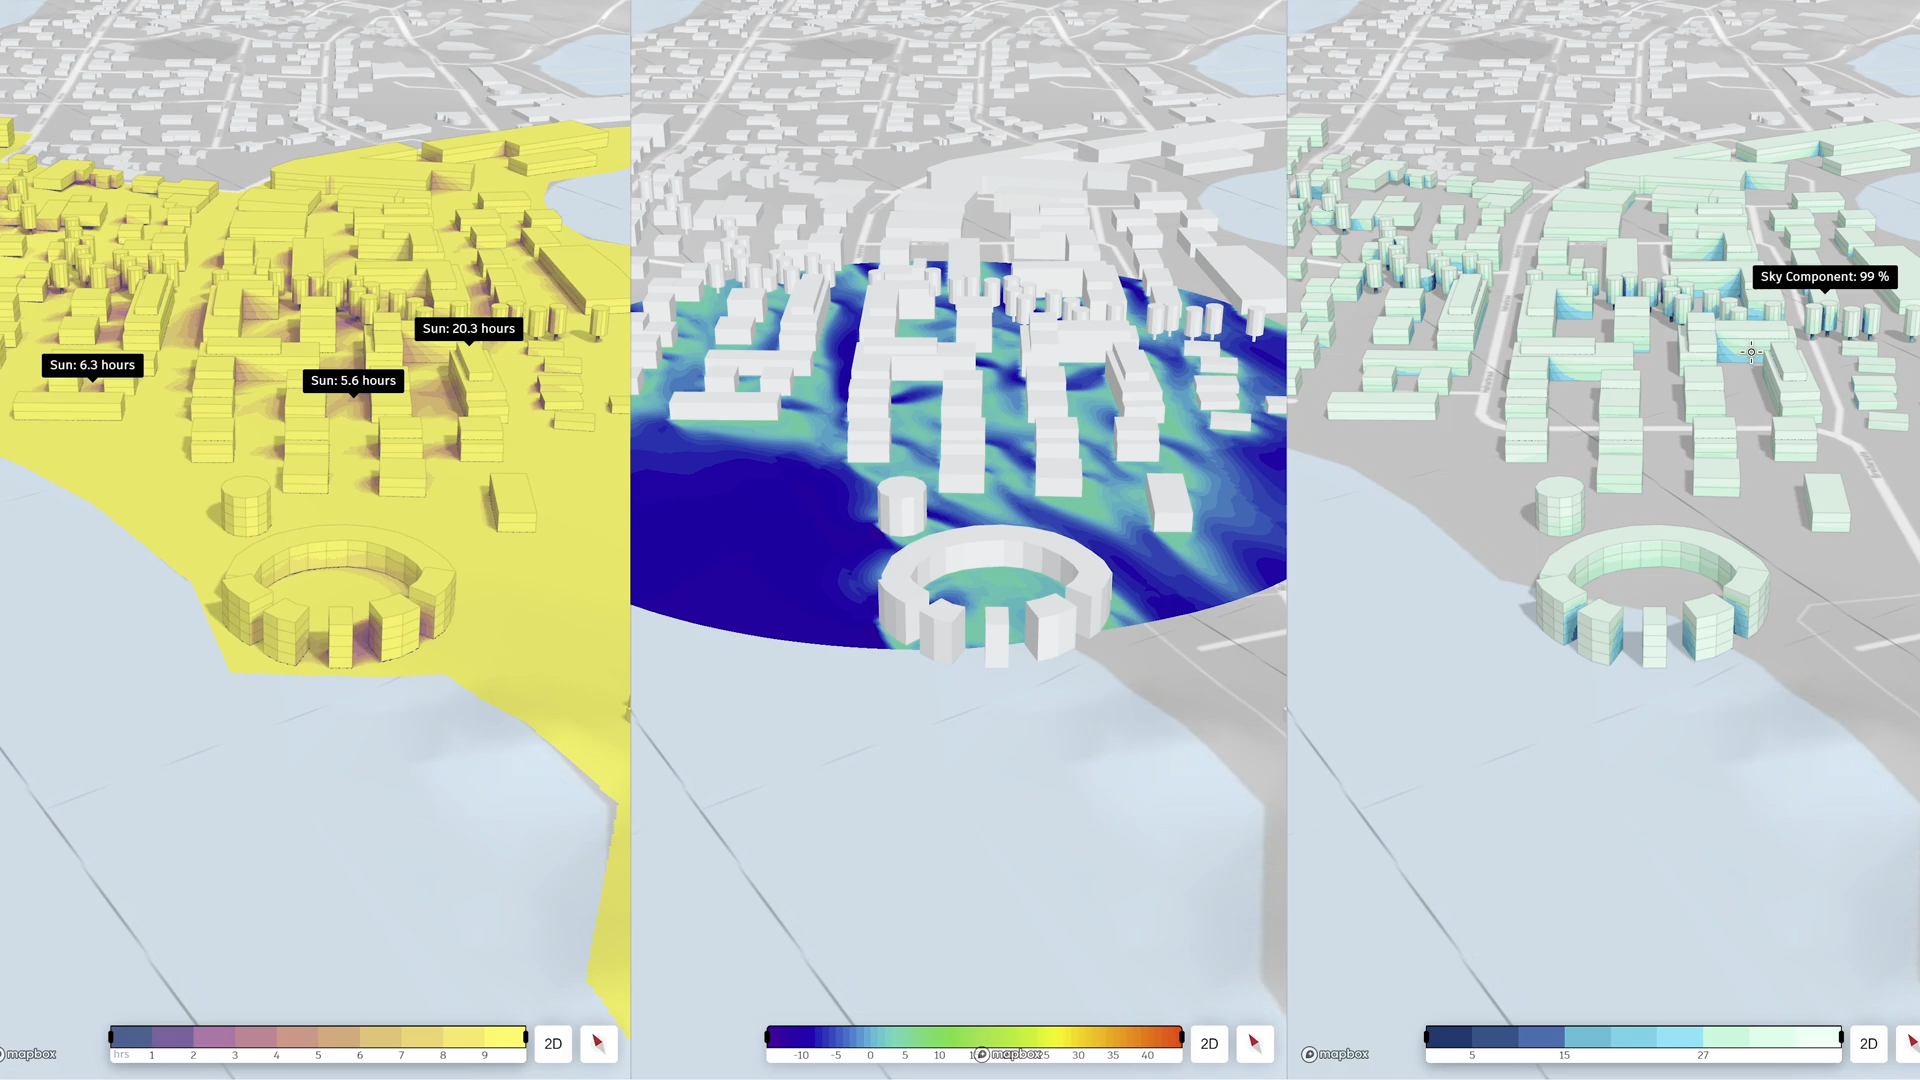 Sun: 20.3 hours
Sun: 6.3 hours
Sun: 5.6 hours
Sky Component: 99 %
hrs 1 2 3 4 5 6 7 8 9
2D
mapbox
-10 -5 0 5 10 25 30 35 40
mapbox
2D
mapbox
5 15 27
2D